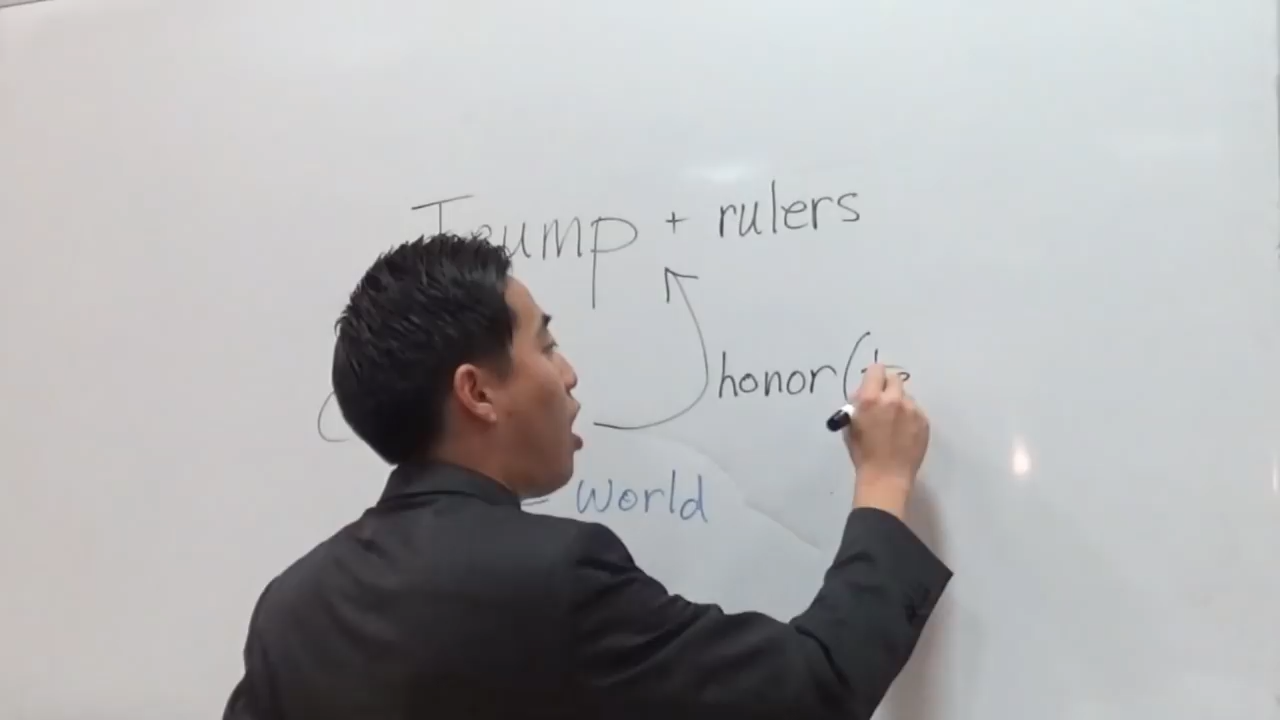 Trump + rulers
honor (
= world